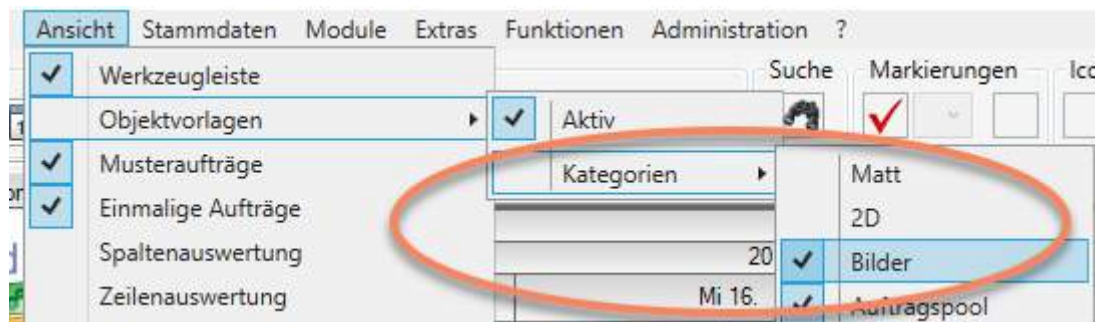 Ansicht Stammdaten Module Extras Funktionen Administration ?
Werkzeugleiste
Suche Markierungen
Objektvorlagen
Aktiv
Musteraufträge
Kategorien
Matt
Einmalige Aufträge
2D
Spaltenauswertung
20
Bilder
Zeilenauswertung
Mi 16.
Auftragspool